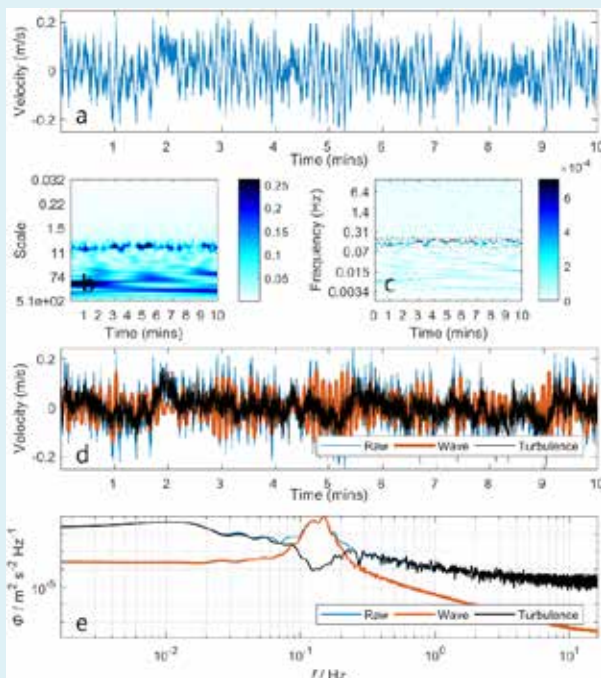 Velocity (m/s)
0.2
0
-0.2
a
1 2 3 4 5 6 7 8 9 10
Time (mins)
Scale
0.032
0.22
1.5
11
74
5.1e+02
b
1 2 3 4 5 6 7 8 9 10
Time (mins)
0.25
0.2
0.15
0.1
0.05
Frequency (Hz)
6.4
1.4
0.31
0.07
0.015
0.0034
c
0 1 2 3 4 5 6 7 8 9 10
Time (mins)
×10⁻⁴
6
4
2
0
Velocity (m/s)
0.2
0
-0.2
d
Raw Wave Turbulence
1 2 3 4 5 6 7 8 9 10
Time (mins)
Φ / m² s⁻² Hz⁻¹
e
Raw Wave Turbulence
10⁻² 10⁻¹ 10⁰ 10¹
f / Hz